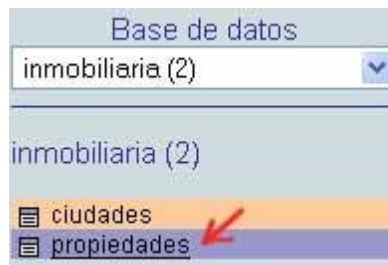 Base de datos
inmobiliaria (2)
inmobiliaria (2)
ciudades
propiedades